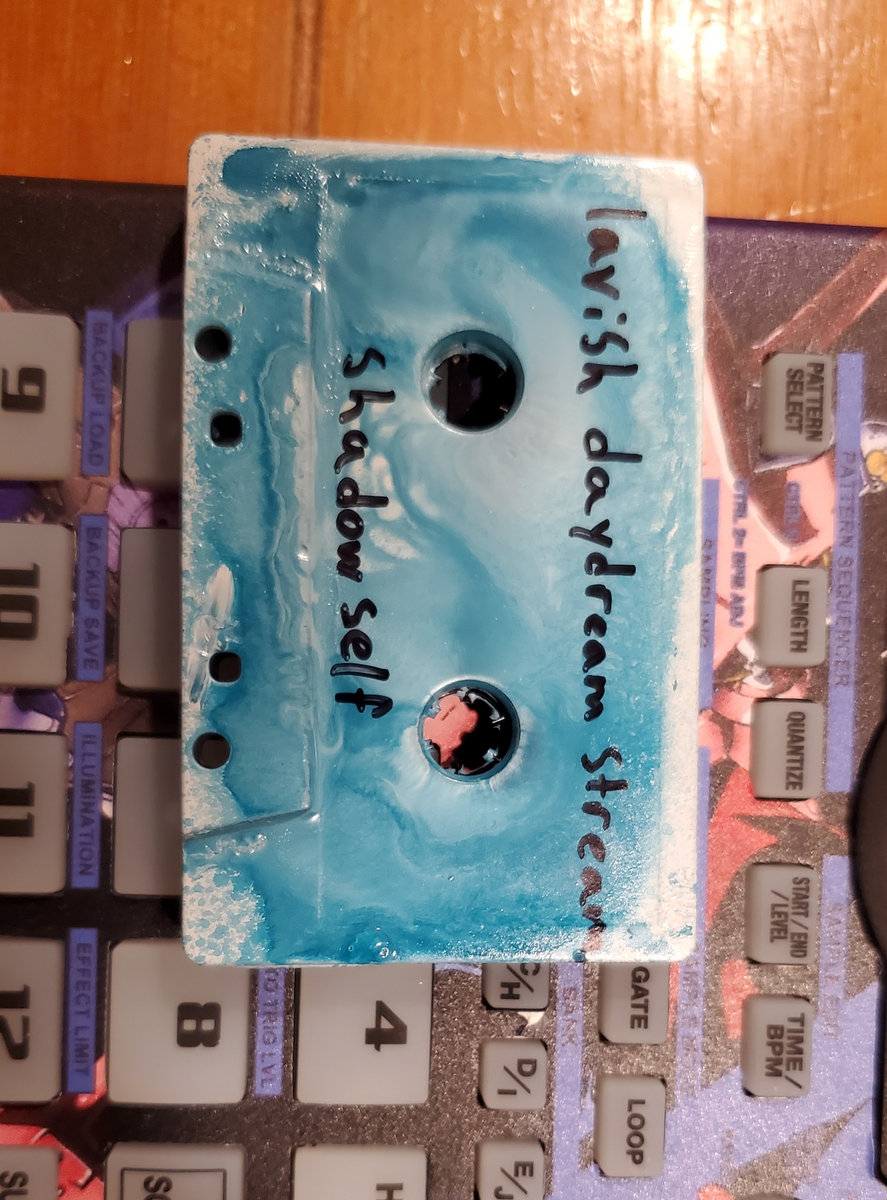 lavish daydream stream
shadow self
PATTERN SELECT
PATTERN SEQUENCER
LENGTH
QUANTIZE
START/END
/LEVEL
TIME/
BPM
GATE
LOOP
C/H
D/I
E/J
BANK
4
8
BACKUP LOAD
BACKUP SAVE
ILLUMINATION
EFFECT LIMIT
9
10
11
12